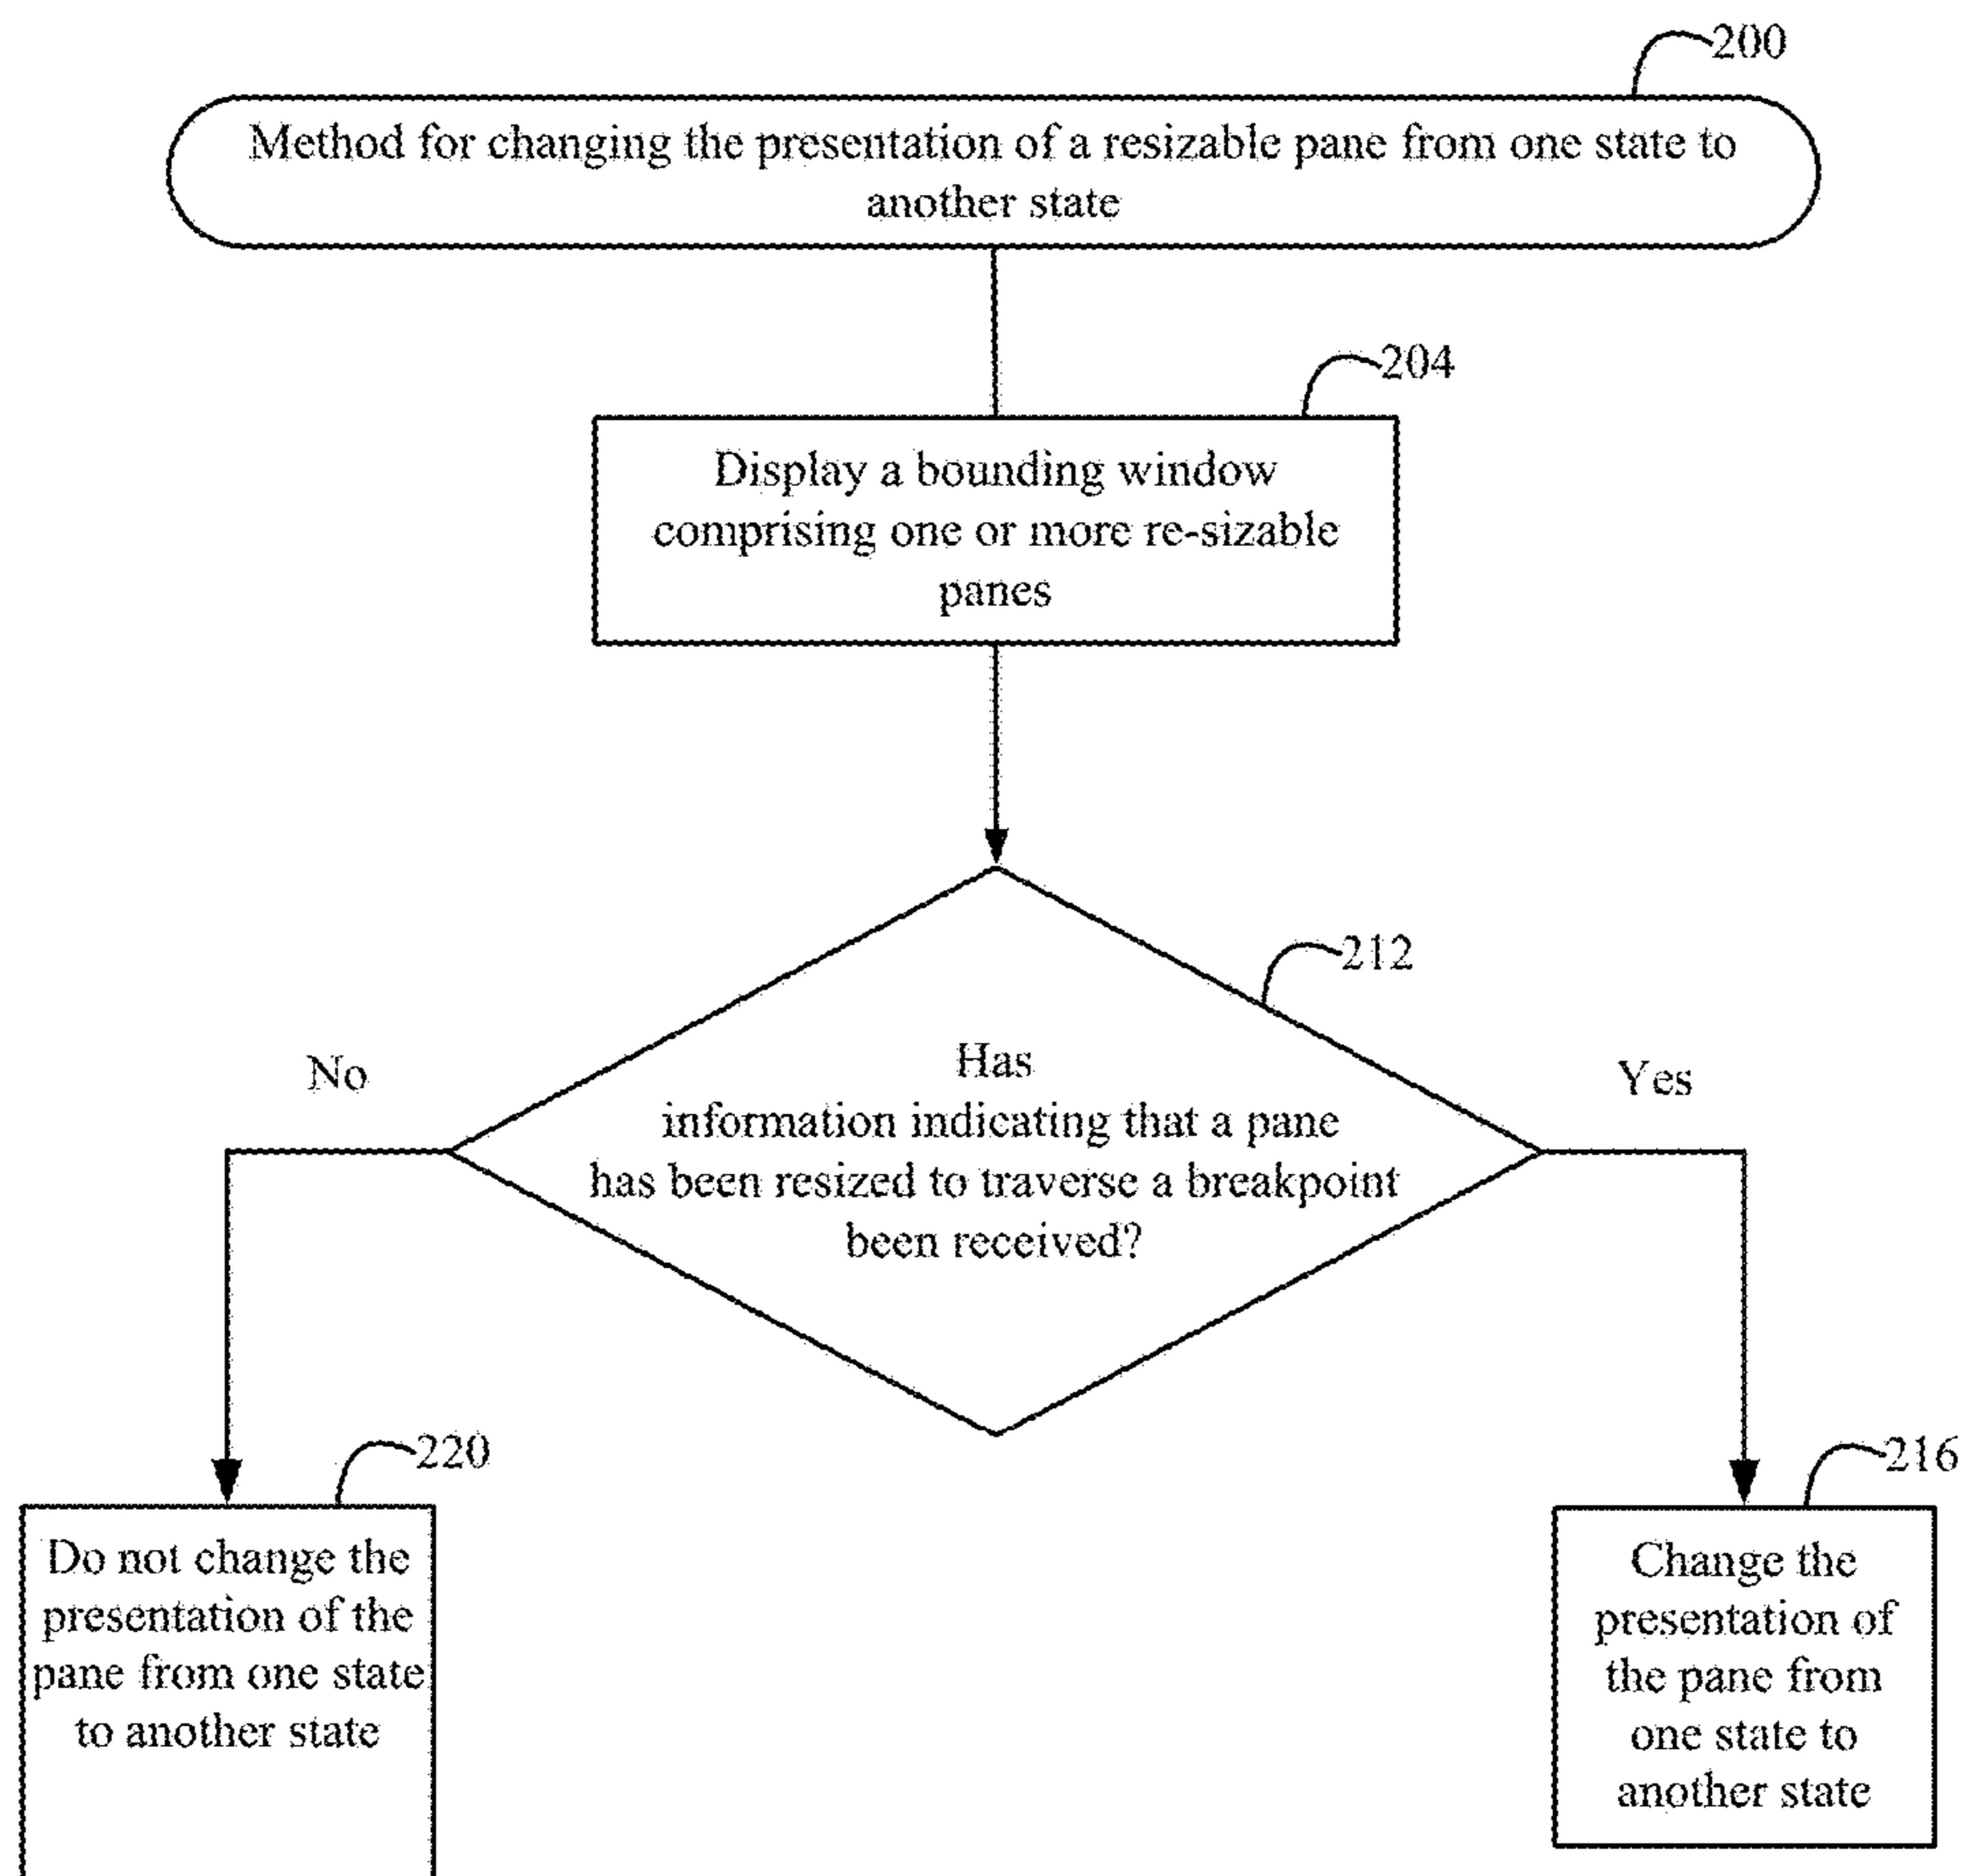 200
Method for changing the presentation of a resizable pane from one state to
another state
204
Display a bounding window
comprising one or more re-sizable
panes
212
No
Yes
Has
information indicating that a pane
has been resized to traverse a breakpoint
been received?
220
216
Do not change the
presentation of the
pane from one state
to another state
Change the
presentation of
the pane from
one state to
another state